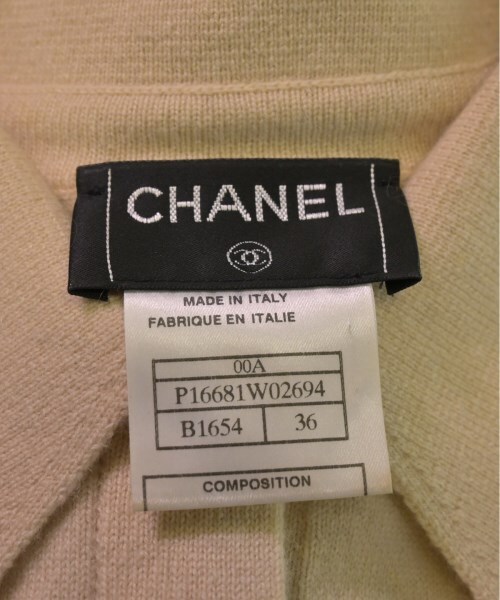 CHANEL
MADE IN ITALY
FABRIQUE EN ITALIE
00A
P16681W02694
B1654 36
COMPOSITION